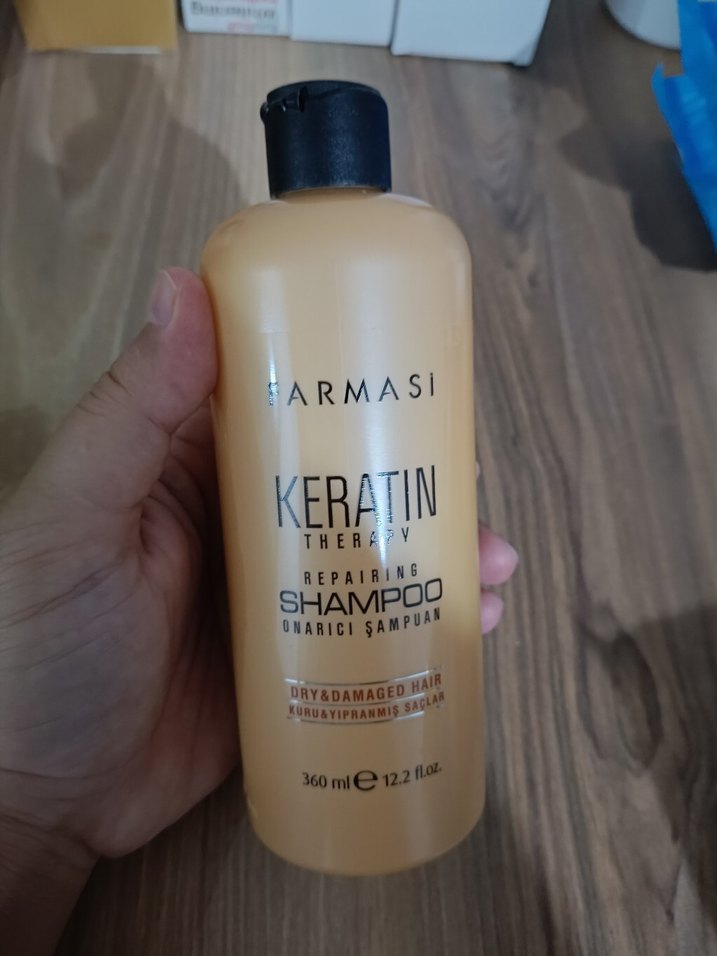 FARMASİ
KERATIN
THERAPY
REPAIRING
SHAMPOO
ONARICI ŞAMPUAN
DRY&DAMAGED HAIR
KURU&YIPRANMIŞ SAÇLAR
360 ml ℮ 12.2 fl.oz.